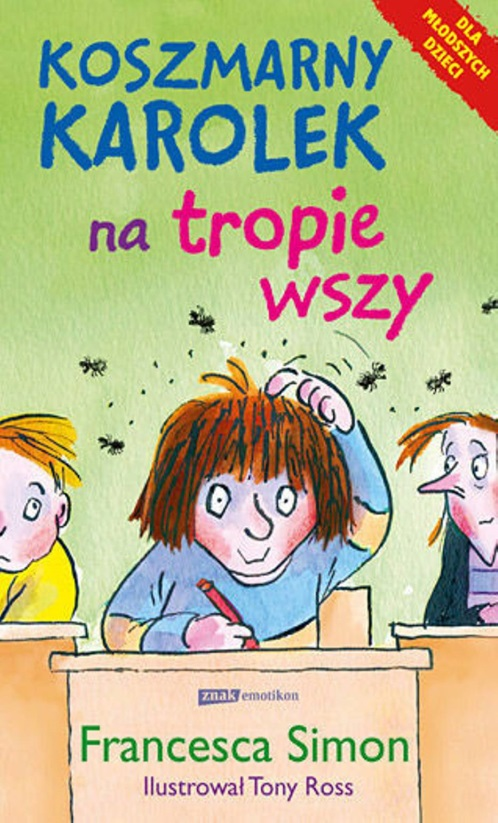 DLA
MŁODSZYCH
DZIECI
KOSZMARNY
KAROLEK
na tropie
wszy
znak emotikon
Francesca Simon
Ilustrował Tony Ross